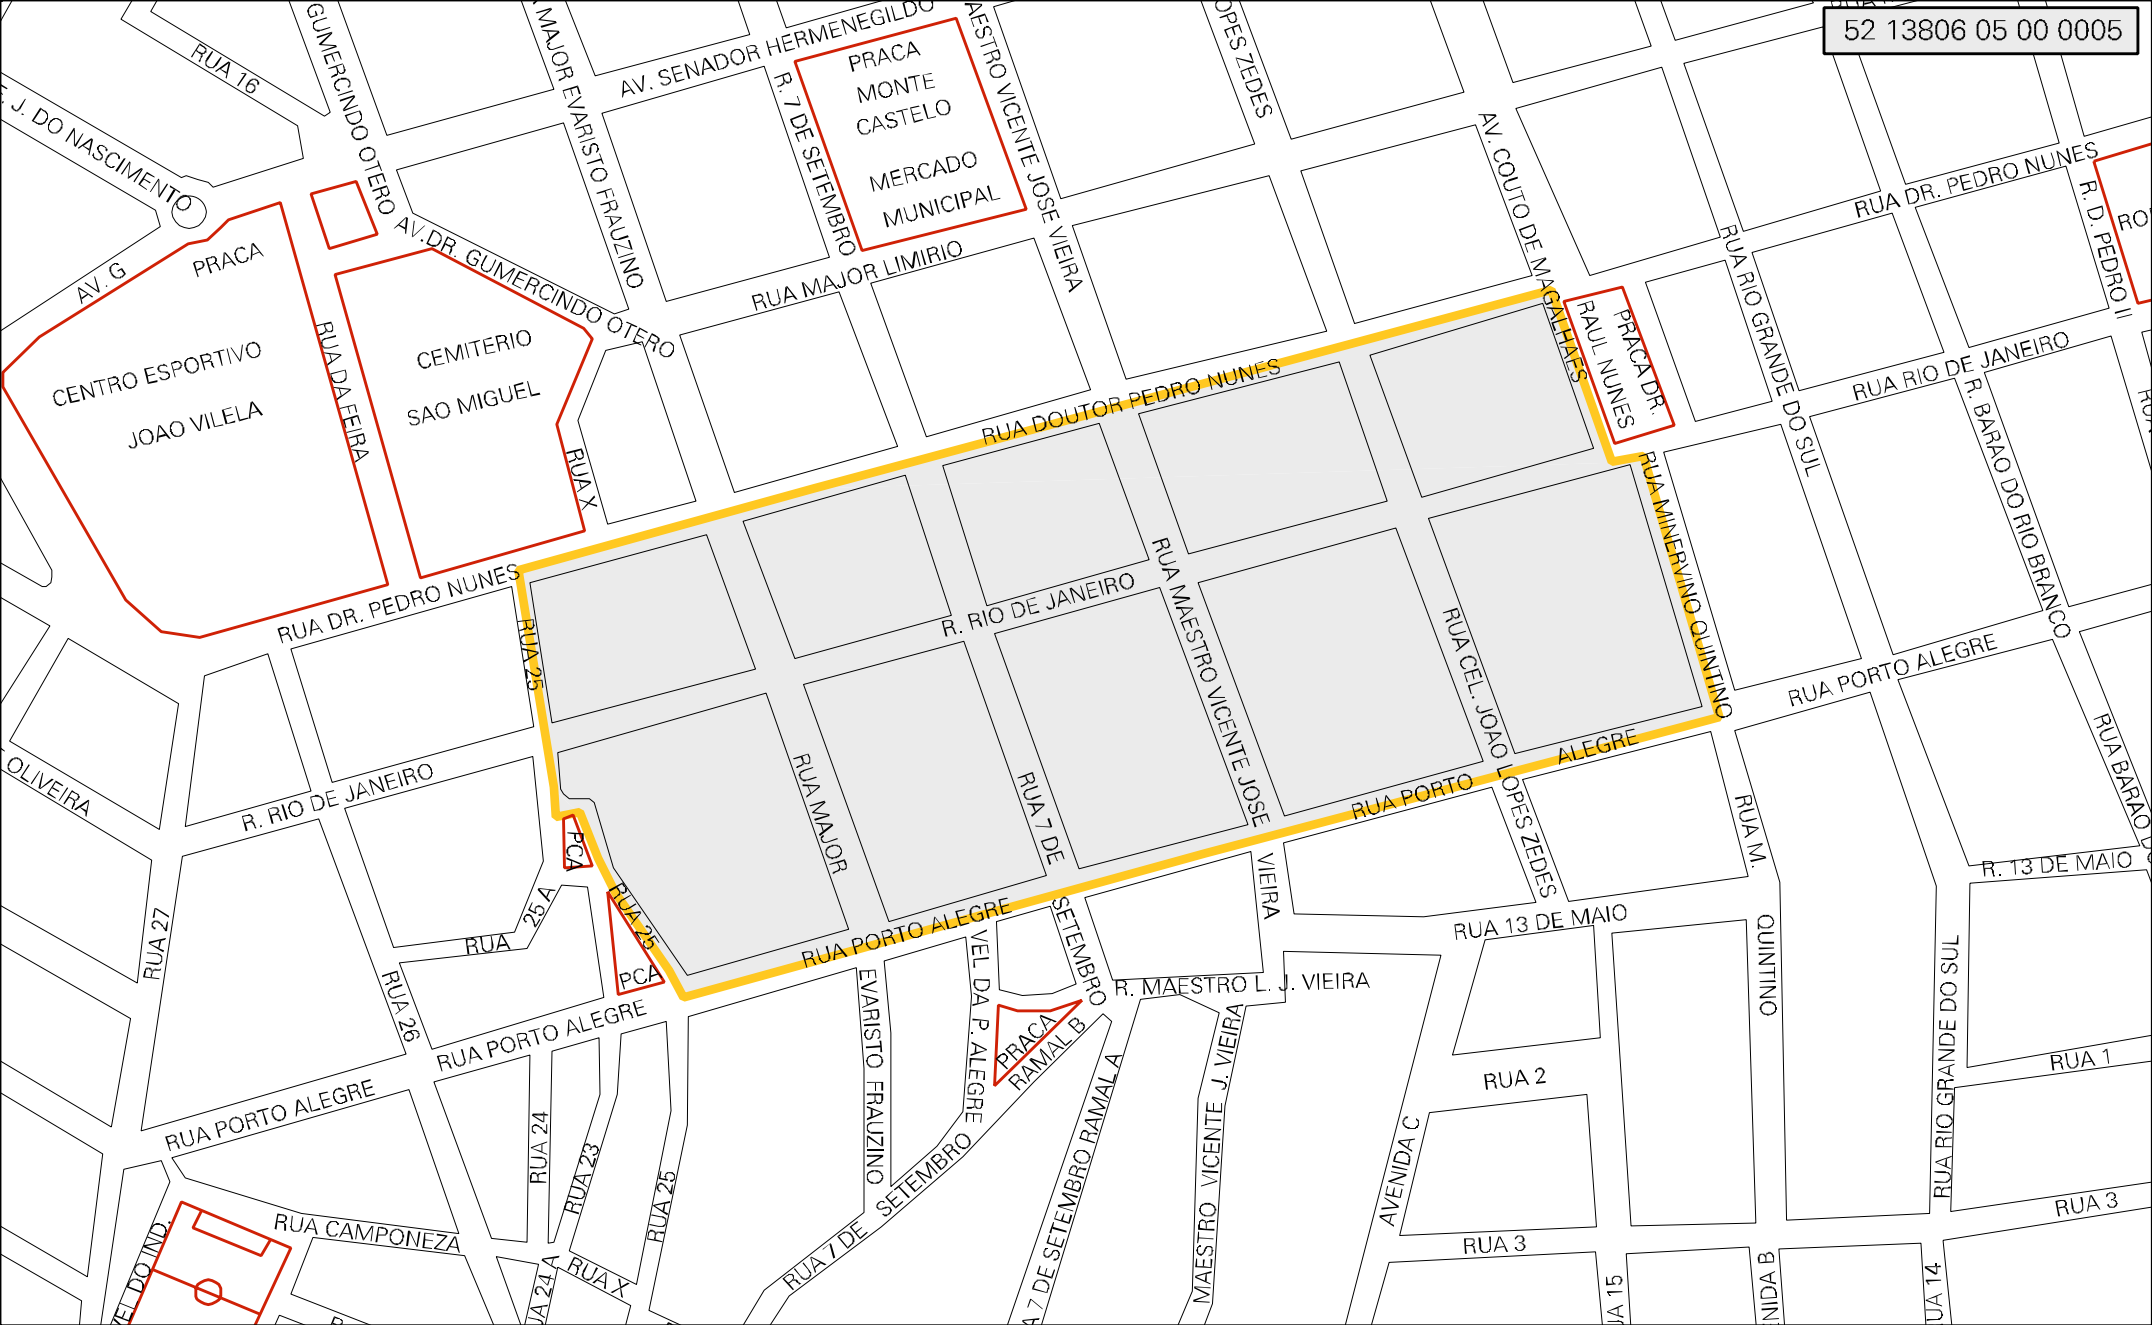 52 13806 05 00 0005
RUA 16
GUMERCINDO OTERO
MAJOR EVARISTO FRAUZINO
AV. SENADOR HERMENEGILDO
R. 7 DE SETEMBRO
PRACA
MONTE
CASTELO
MERCADO
MUNICIPAL
MAESTRO VICENTE JOSE VIEIRA
LOPES ZEDES
AV. COUTO DE MAGALHAES
J. DO NASCIMENTO
AV. G
PRACA
CENTRO ESPORTIVO
JOAO VILELA
RUA DA FEIRA
CEMITERIO
SAO MIGUEL
AV.DR. GUMERCINDO OTERO
RUA X
RUA MAJOR LIMIRIO
RUA DOUTOR PEDRO NUNES
PRACA DR.
RAUL NUNES
RUA RIO GRANDE DO SUL
RUA DR. PEDRO NUNES
R. D. PEDRO II
RUA RIO DE JANEIRO
R. BARAO DO RIO BRANCO
RUA DR. PEDRO NUNES
RUA 25
R. RIO DE JANEIRO
RUA MAESTRO VICENTE JOSE
VIEIRA
RUA CEL. JOAO LOPES ZEDES
RUA MINERVINO QUINTINO
RUA PORTO ALEGRE
RUA BARAO D
OLIVEIRA
R. RIO DE JANEIRO
RUA MAJOR
EVARISTO FRAUZINO
RUA 7 DE
SETEMBRO
RUA PORTO
ALEGRE
RUA M.
QUINTINO
R. 13 DE MAIO
PCA
RUA 25
PCA
RUA 25 A
RUA 27
RUA 26
RUA PORTO ALEGRE
RUA 13 DE MAIO
RUA PORTO ALEGRE
VEL DA P. ALEGRE
PRACA
RAMAL B
R. MAESTRO L. J. VIEIRA
RUA 2
RUA 1
RUA RIO GRANDE DO SUL
RUA PORTO ALEGRE
RUA 24
RUA 23
RUA 25
RUA 7 DE SETEMBRO
7 DE SETEMBRO RAMAL A
MAESTRO VICENTE J. VIEIRA
AVENIDA C
RUA 3
RUA 3
RUA CAMPONEZA
VEL DO IND.
RUA X
24 A
15
NIDA B
14